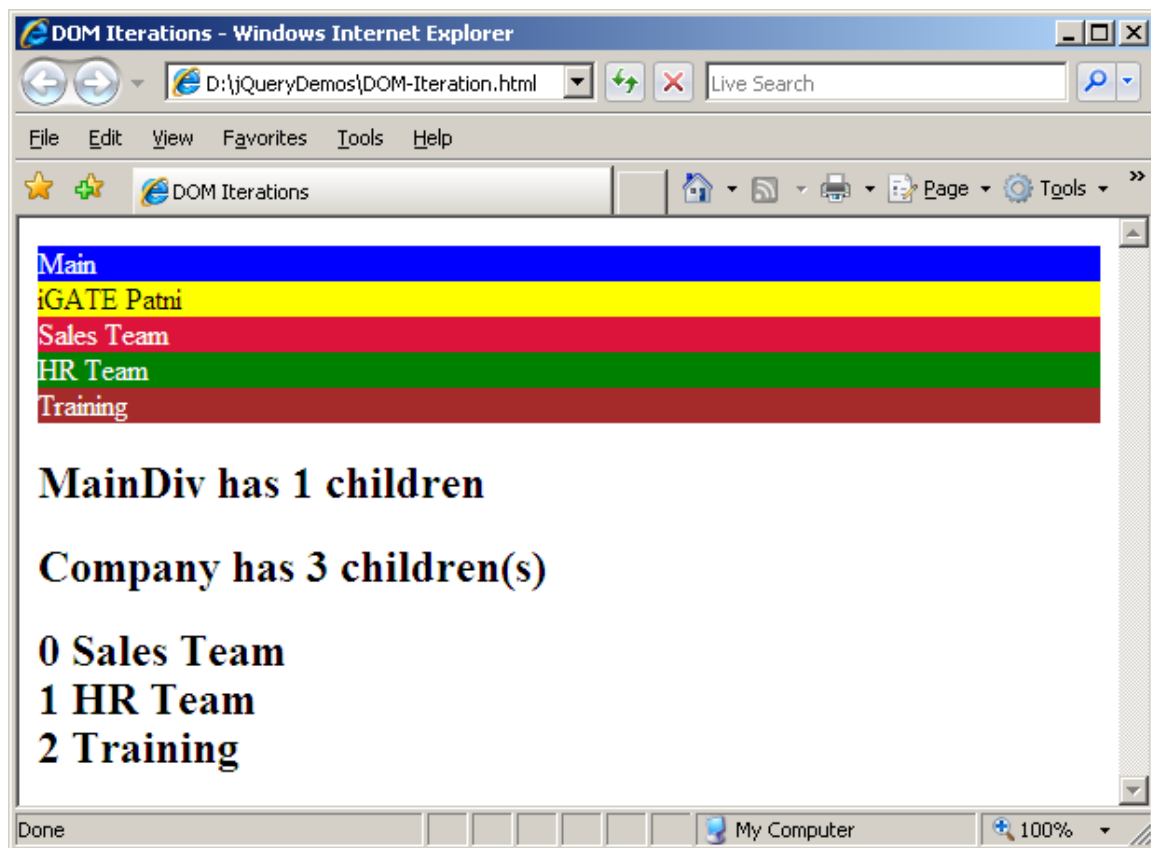 DOM Iterations - Windows Internet Explorer
D:\jQueryDemos\DOM-Iteration.html
Live Search
File Edit View Favorites Tools Help
DOM Iterations
Page Tools »
Main
iGATE Patni
Sales Team
HR Team
Training
MainDiv has 1 children
Company has 3 children(s)
0 Sales Team
1 HR Team
2 Training
Done
My Computer
100%